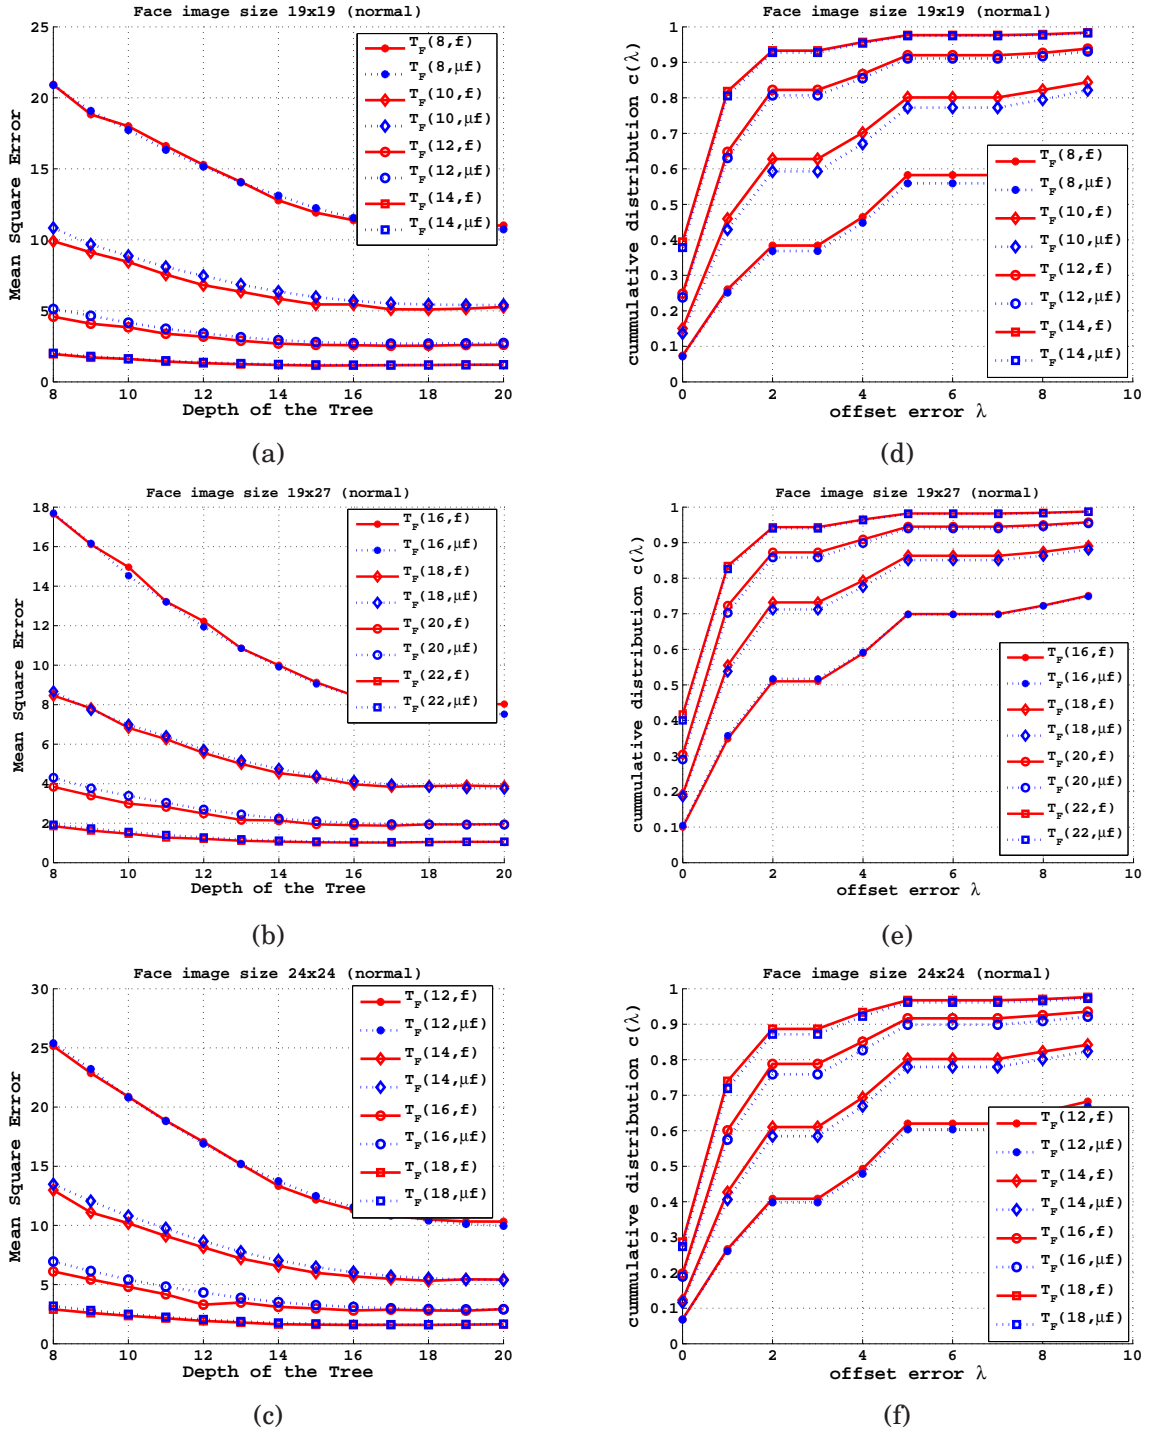 Face image size 19x19 (normal)
25
20
15
10
5
0
8 10 12 14 16 18 20
Mean Square Error
Depth of the Tree
T_F(8,f)
T_F(8,μf)
T_F(10,f)
T_F(10,μf)
T_F(12,f)
T_F(12,μf)
T_F(14,f)
T_F(14,μf)
(a)
Face image size 19x19 (normal)
1
0.9
0.8
0.7
0.6
0.5
0.4
0.3
0.2
0.1
0
0 2 4 6 8 10
cummulative distribution c(λ)
offset error λ
T_F(8,f)
T_F(8,μf)
T_F(10,f)
T_F(10,μf)
T_F(12,f)
T_F(12,μf)
T_F(14,f)
T_F(14,μf)
(d)
Face image size 19x27 (normal)
18
16
14
12
10
8
6
4
2
0
8 10 12 14 16 18 20
Mean Square Error
Depth of the Tree
T_F(16,f)
T_F(16,μf)
T_F(18,f)
T_F(18,μf)
T_F(20,f)
T_F(20,μf)
T_F(22,f)
T_F(22,μf)
(b)
Face image size 19x27 (normal)
1
0.9
0.8
0.7
0.6
0.5
0.4
0.3
0.2
0.1
0
0 2 4 6 8 10
cummulative distribution c(λ)
offset error λ
T_F(16,f)
T_F(16,μf)
T_F(18,f)
T_F(18,μf)
T_F(20,f)
T_F(20,μf)
T_F(22,f)
T_F(22,μf)
(e)
Face image size 24x24 (normal)
30
25
20
15
10
5
0
8 10 12 14 16 18 20
Mean Square Error
Depth of the Tree
T_F(12,f)
T_F(12,μf)
T_F(14,f)
T_F(14,μf)
T_F(16,f)
T_F(16,μf)
T_F(18,f)
T_F(18,μf)
(c)
Face image size 24x24 (normal)
1
0.9
0.8
0.7
0.6
0.5
0.4
0.3
0.2
0.1
0
0 2 4 6 8 10
cummulative distribution c(λ)
offset error λ
T_F(12,f)
T_F(12,μf)
T_F(14,f)
T_F(14,μf)
T_F(16,f)
T_F(16,μf)
T_F(18,f)
T_F(18,μf)
(f)